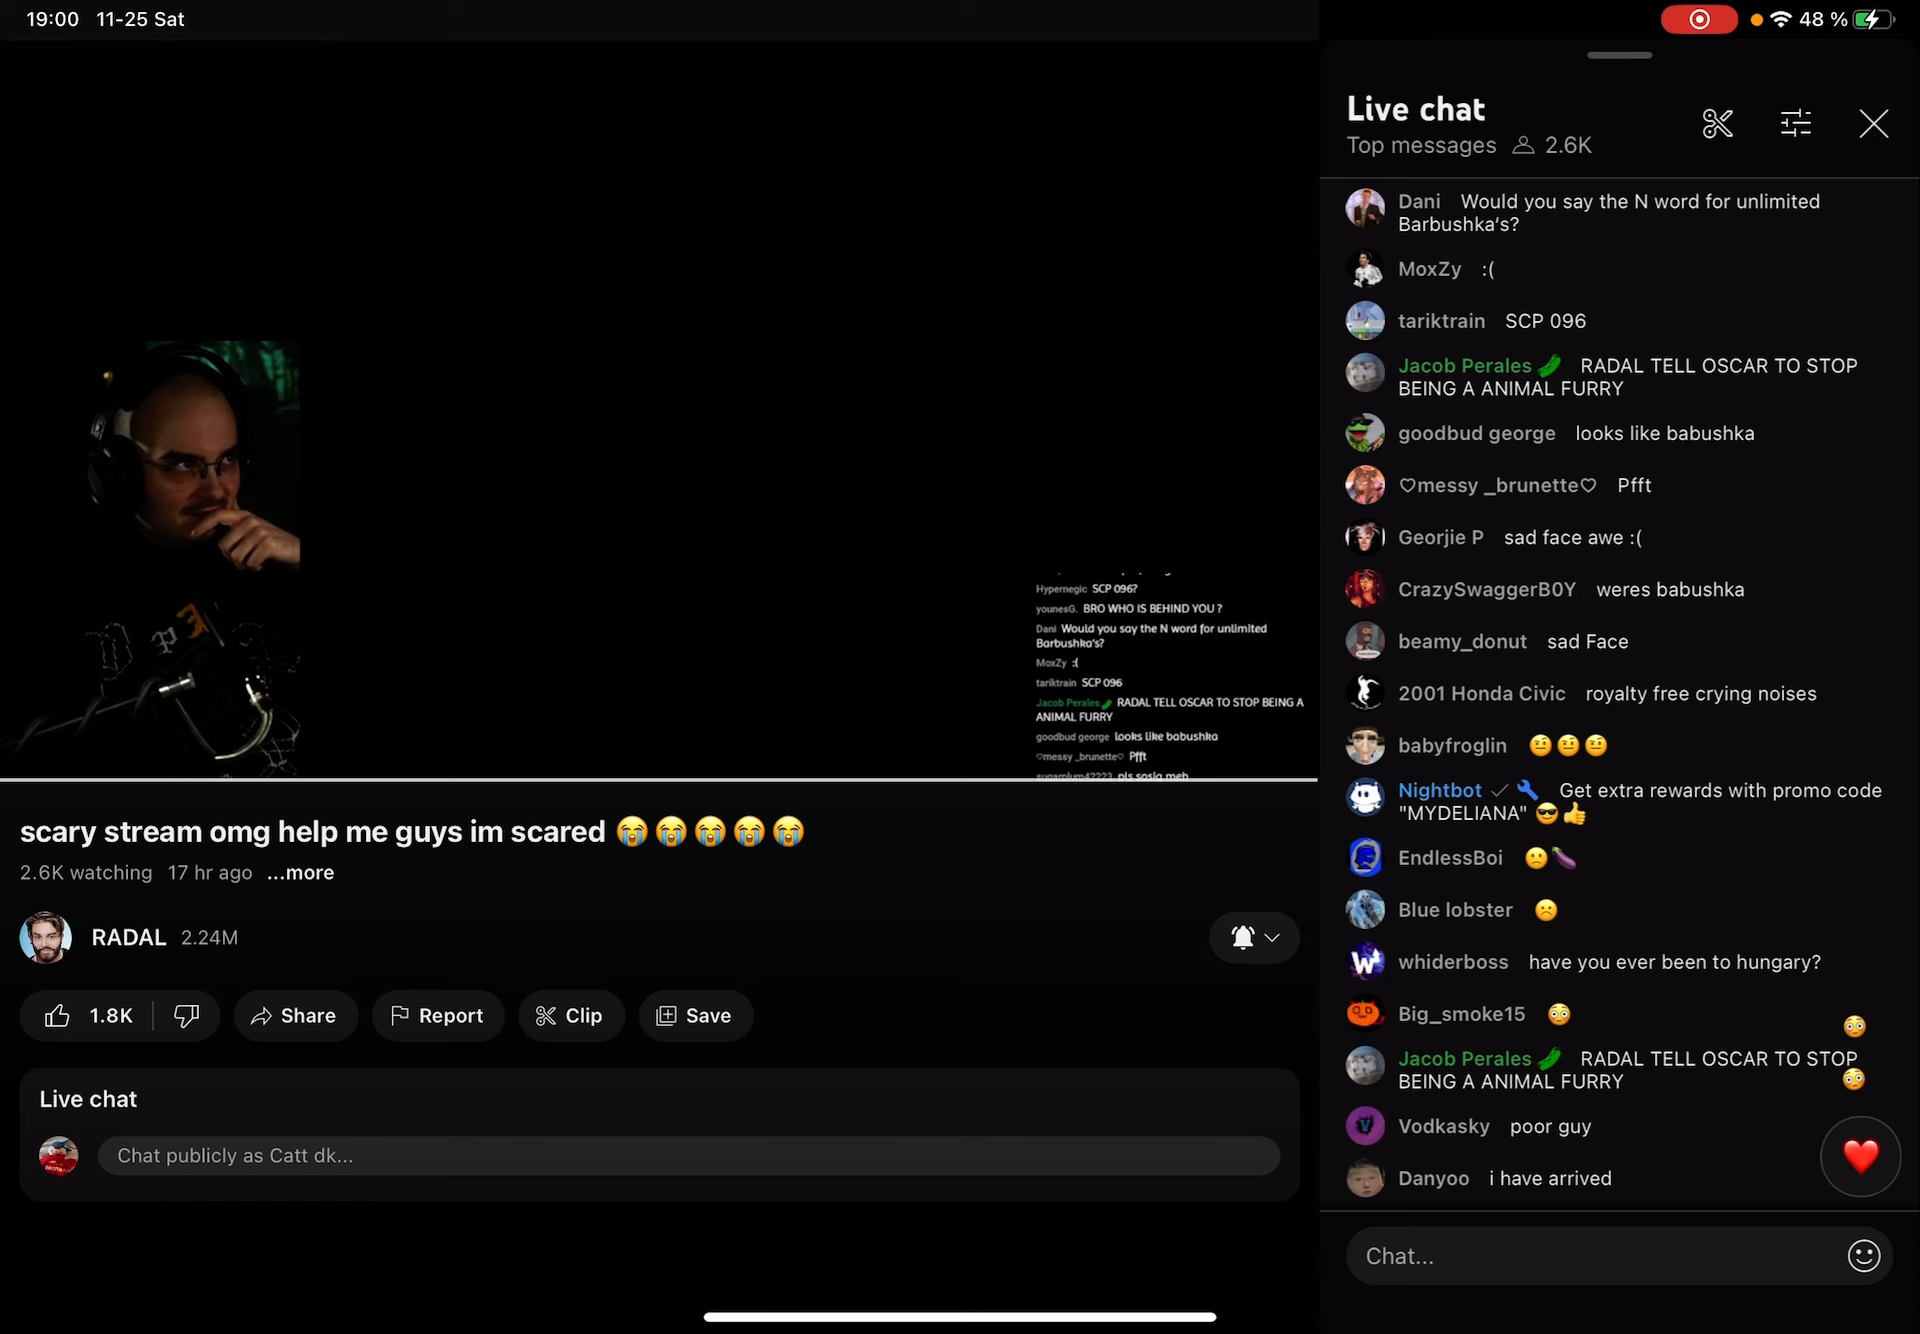 19:00 11-25 Sat
48 %
Hypernegic SCP 096?
younesG. BRO WHO IS BEHIND YOU ?
Dani Would you say the N word for unlimited
Barbushka's?
MoxZy :(
tariktrain SCP 096
Jacob Perales RADAL TELL OSCAR TO STOP BEING A
ANIMAL FURRY
goodbud george looks like babushka
♡messy _brunette♡ Pfft
sugarplum42223 pls sosig meh
scary stream omg help me guys im scared 😭😭😭😭😭
2.6K watching 17 hr ago ...more
RADAL 2.24M
1.8K Share Report Clip Save
Live chat
Chat publicly as Catt dk...
Live chat
Top messages 2.6K
Dani Would you say the N word for unlimited
Barbushka's?
MoxZy :(
tariktrain SCP 096
Jacob Perales RADAL TELL OSCAR TO STOP
BEING A ANIMAL FURRY
goodbud george looks like babushka
♡messy _brunette♡ Pfft
Georjie P sad face awe :(
CrazySwaggerB0Y weres babushka
beamy_donut sad Face
2001 Honda Civic royalty free crying noises
babyfroglin 🤨🤨🤨
Nightbot Get extra rewards with promo code
"MYDELIANA" 😎👍
EndlessBoi 🙁🍆
Blue lobster ☹️
whiderboss have you ever been to hungary?
Big_smoke15 😳
Jacob Perales RADAL TELL OSCAR TO STOP
BEING A ANIMAL FURRY
Vodkasky poor guy
Danyoo i have arrived
Chat...